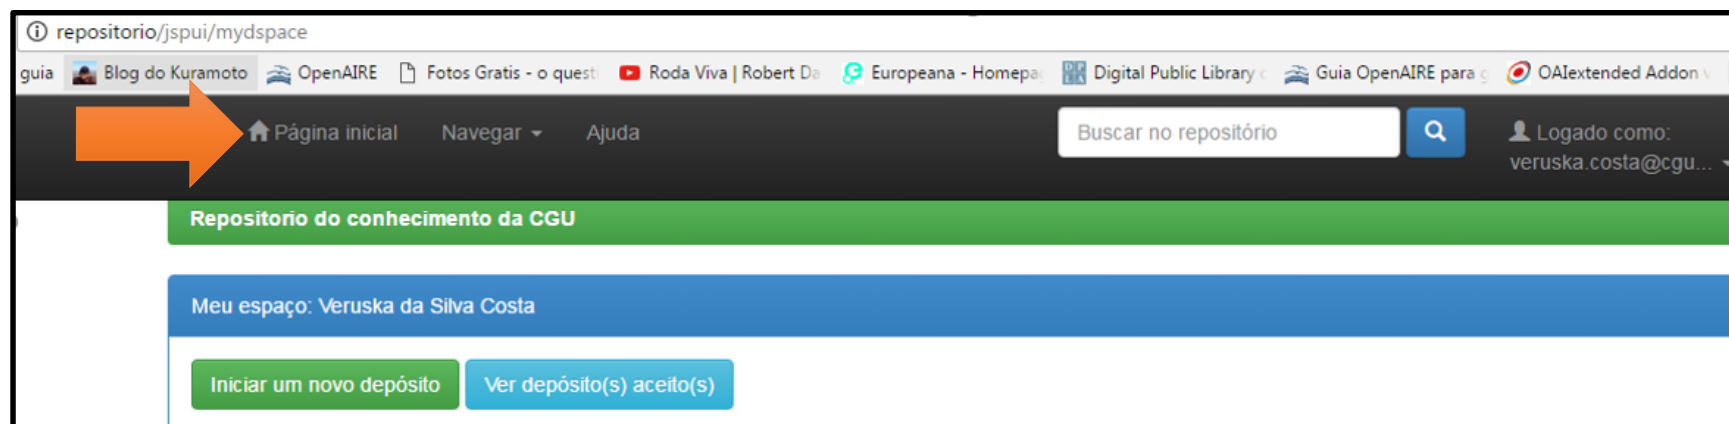 repositorio/jspui/mydspace
guia Blog do Kuramoto OpenAIRE Fotos Gratis - o questi Roda Viva | Robert Da Europeana - Homepag Digital Public Library c Guia OpenAIRE para g OAIextended Addon v
Página inicial Navegar Ajuda Buscar no repositório Logado como:
veruska.costa@cgu...
Repositorio do conhecimento da CGU
Meu espaço: Veruska da Silva Costa
Iniciar um novo depósito Ver depósito(s) aceito(s)